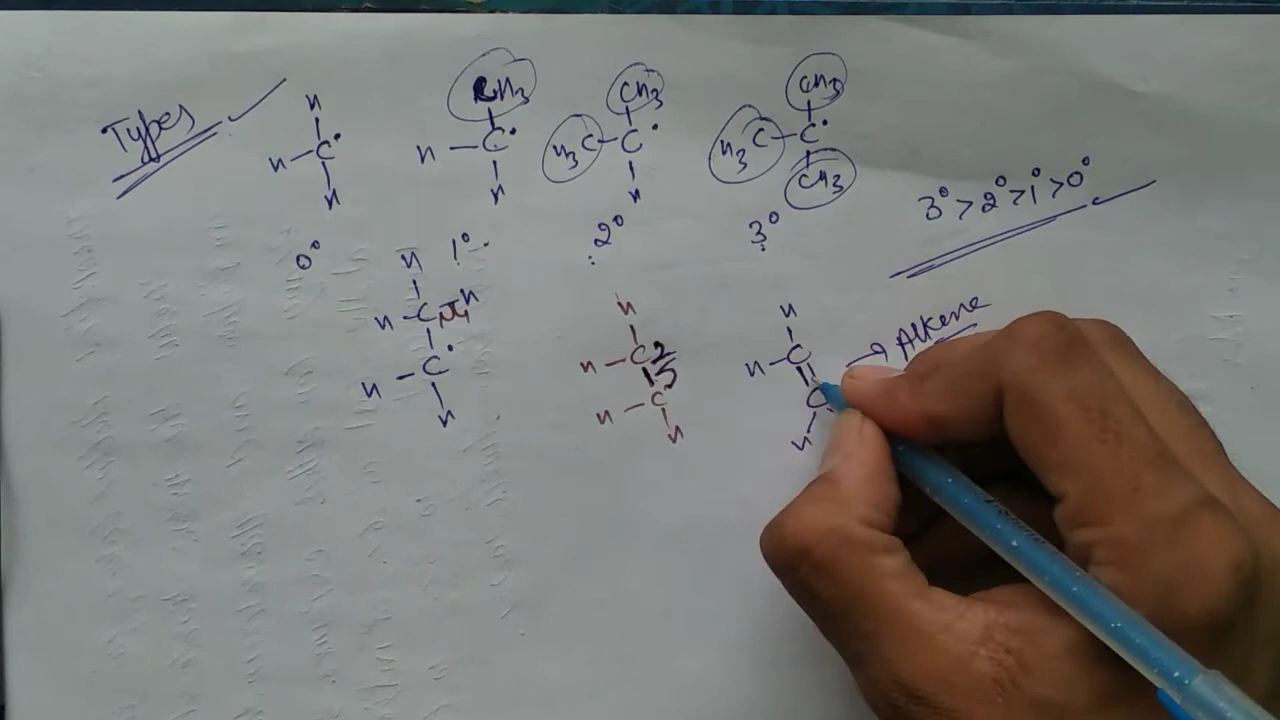 Types
H
H – C•
H
CH3
H – C•
H
CH3
H3C – C•
H
CH3
H3C – C•
CH3
0°
1°
2°
3°
3° > 2° > 1° > 0°
H
H – C H
H – C•
H
H
H – C
H – C
H
H
H – C
C
H
→ Alkene